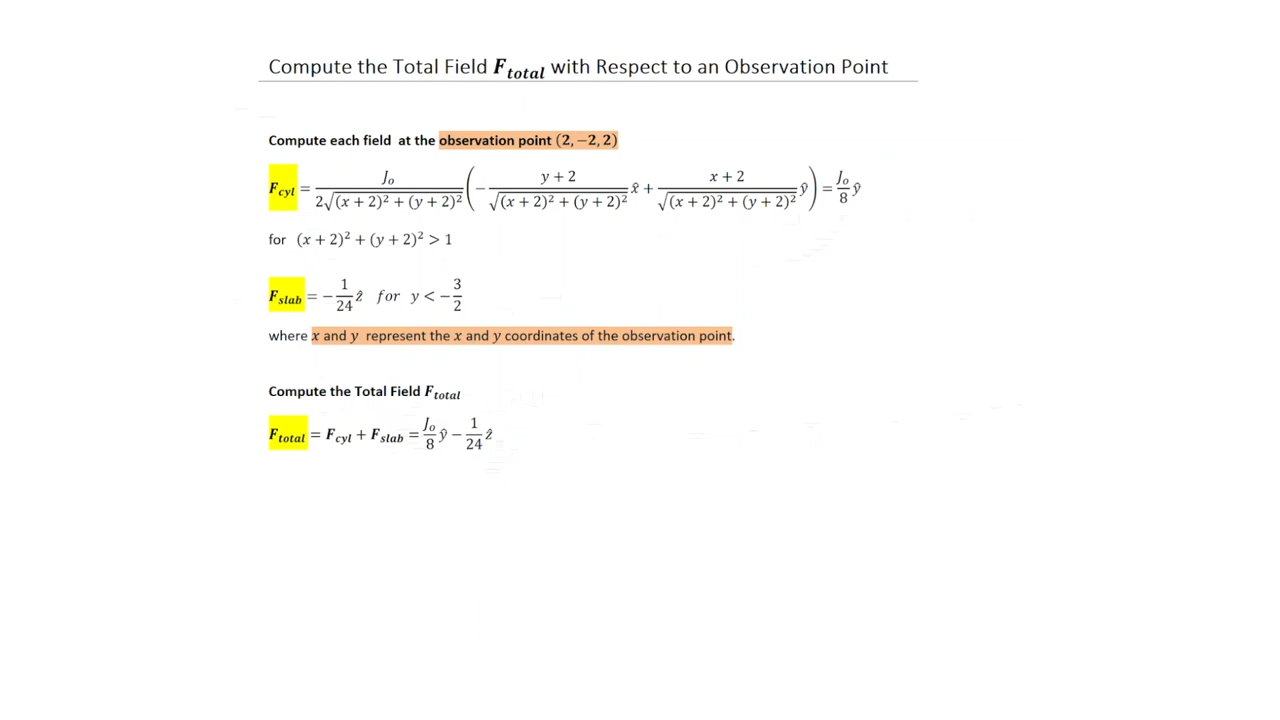 Compute the Total Field F_total with Respect to an Observation Point
Compute each field at the observation point (2, −2, 2)
F_cyl = J_o / (2√((x + 2)² + (y + 2)²)) (− (y + 2) / √((x + 2)² + (y + 2)²) x̂ + (x + 2) / √((x + 2)² + (y + 2)²) ŷ) = J_o / 8 ŷ
for (x + 2)² + (y + 2)² > 1
F_slab = − 1/24 ẑ for y < − 3/2
where x and y represent the x and y coordinates of the observation point.
Compute the Total Field F_total
F_total = F_cyl + F_slab = J_o / 8 ŷ − 1/24 ẑ